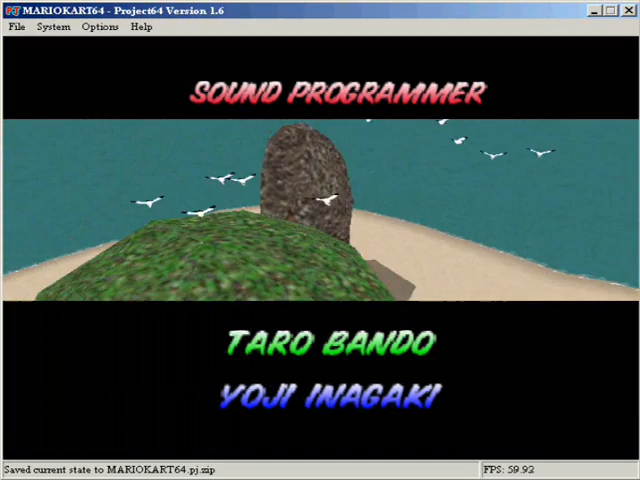 MARIOKART64 - Project64 Version 1.6
File System Options Help
SOUND PROGRAMMER
TARO BANDO
YOJI INAGAKI
Saved current state to MARIOKART64.pj.zip FPS: 59.92